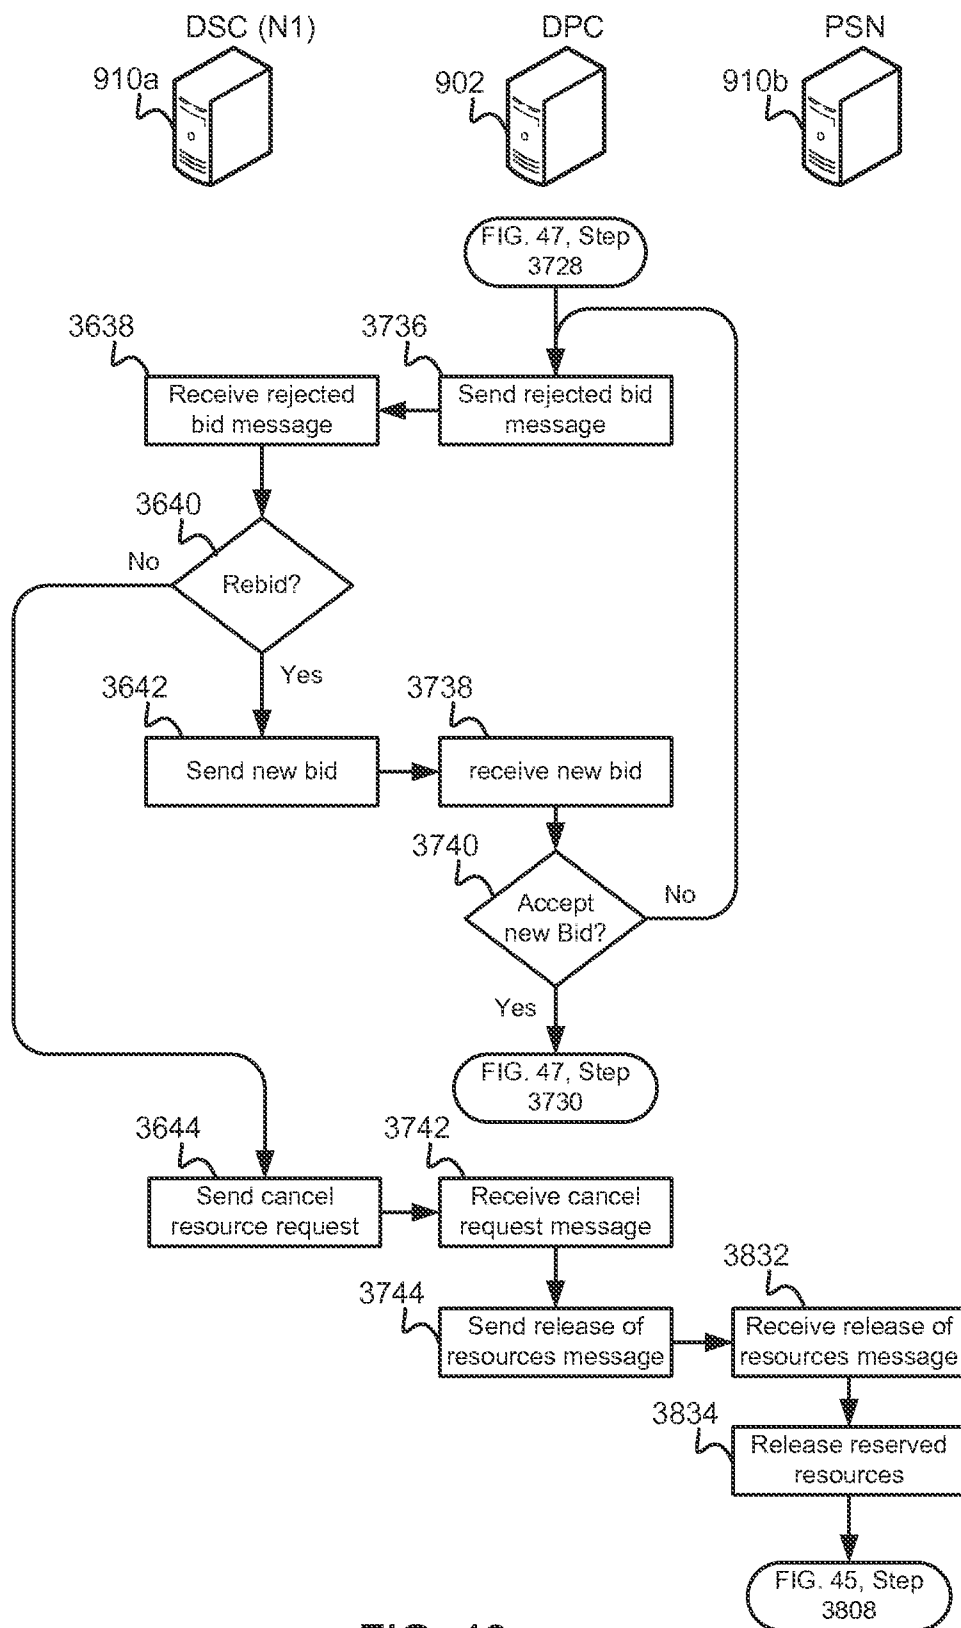 DSC (N1)
DPC
PSN
910a
902
910b
FIG. 47, Step
3728
3638
3736
Receive rejected
bid message
Send rejected bid
message
3640
No
Rebid?
Yes
3642
3738
Send new bid
receive new bid
3740
Accept
new Bid?
No
Yes
FIG. 47, Step
3730
3644
3742
Send cancel
resource request
Receive cancel
request message
3832
3744
Send release of
resources message
Receive release of
resources message
3834
Release reserved
resources
FIG. 45, Step
3808